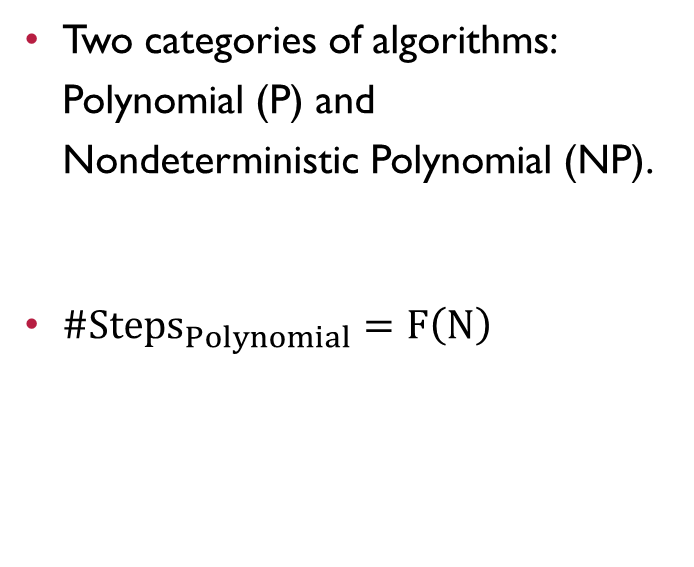 • Two categories of algorithms:
Polynomial (P) and
Nondeterministic Polynomial (NP).
• #Steps_Polynomial = F(N)